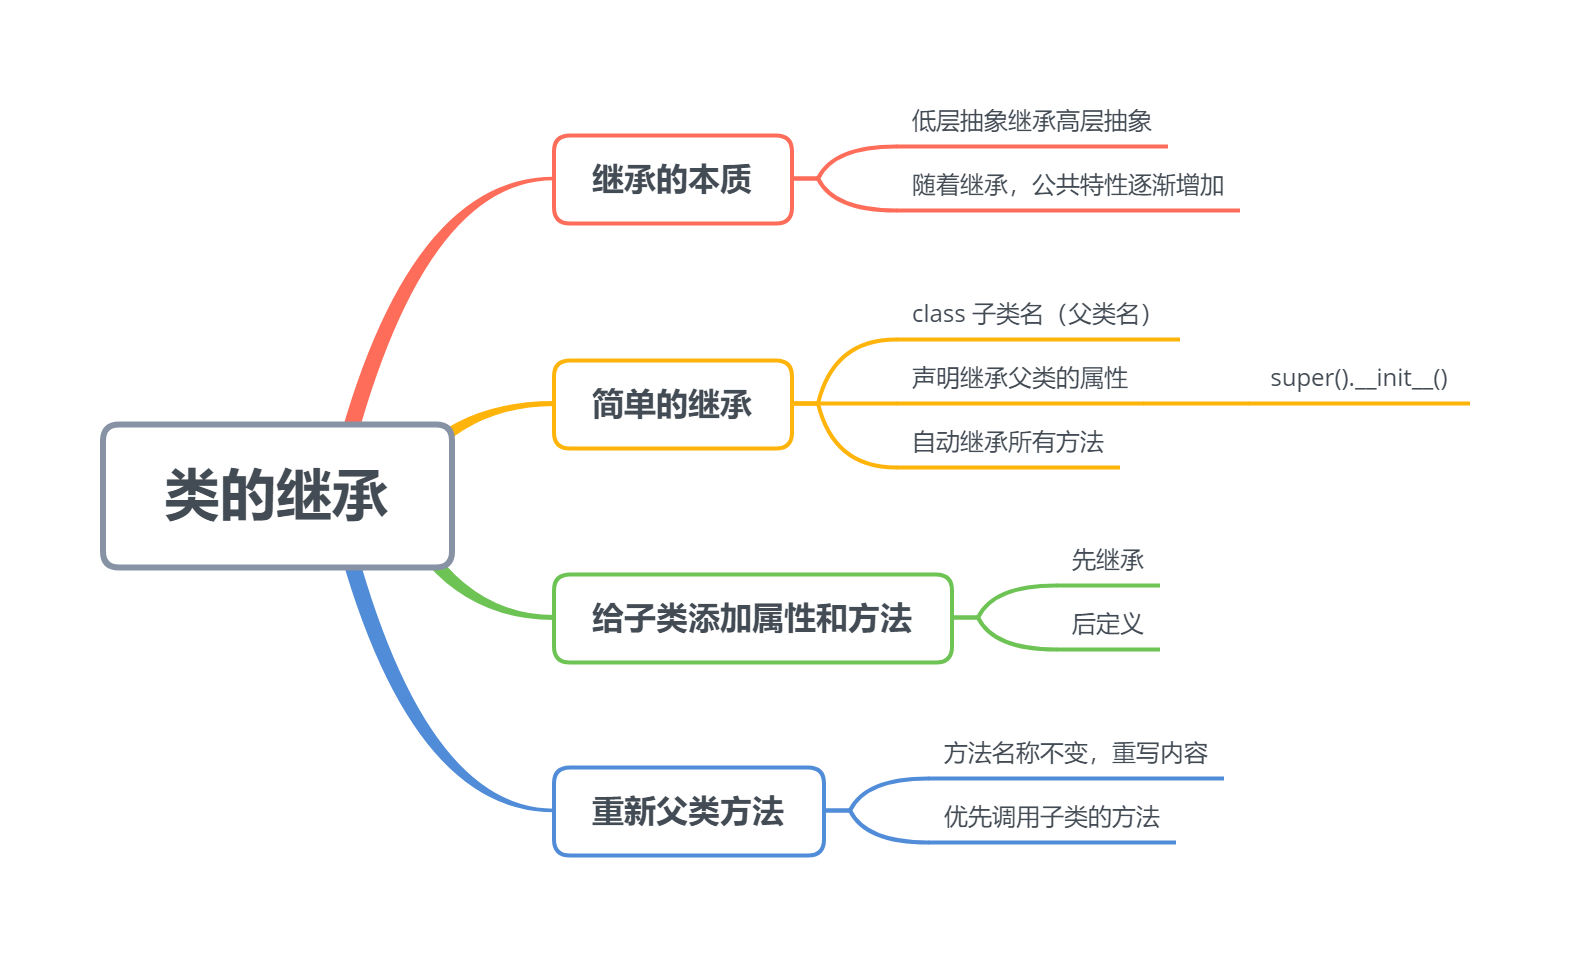 类的继承
继承的本质
低层抽象继承高层抽象
随着继承，公共特性逐渐增加
简单的继承
class 子类名（父类名）
声明继承父类的属性
super().__init__()
自动继承所有方法
给子类添加属性和方法
先继承
后定义
重新父类方法
方法名称不变，重写内容
优先调用子类的方法